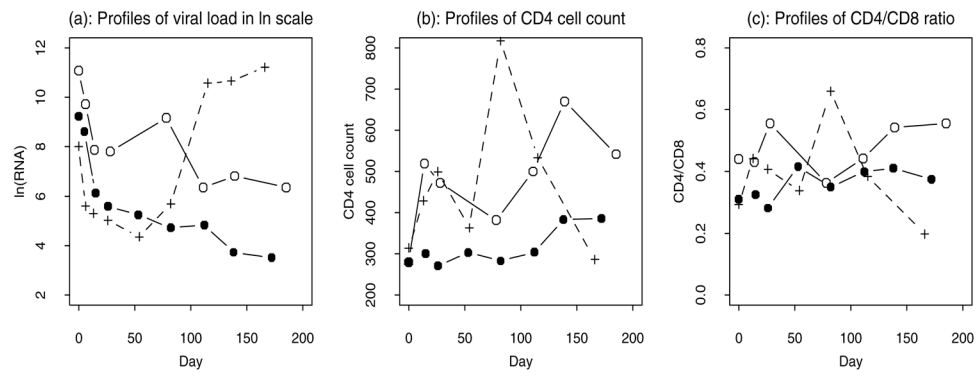 (a): Profiles of viral load in ln scale
(b): Profiles of CD4 cell count
(c): Profiles of CD4/CD8 ratio
ln(RNA)
12
10
8
6
4
2
0 50 100 150 200
Day
CD4 cell count
800
700
600
500
400
300
200
0 50 100 150 200
Day
CD4/CD8
0.8
0.6
0.4
0.2
0.0
0 50 100 150 200
Day